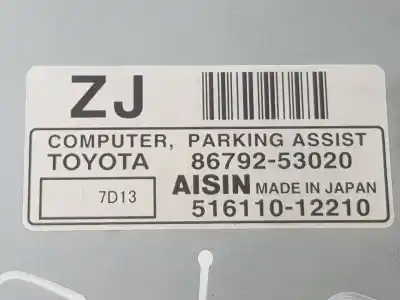 ZJ
COMPUTER, PARKING ASSIST
TOYOTA 86792-53020
7D13 AISIN MADE IN JAPAN
516110-12210